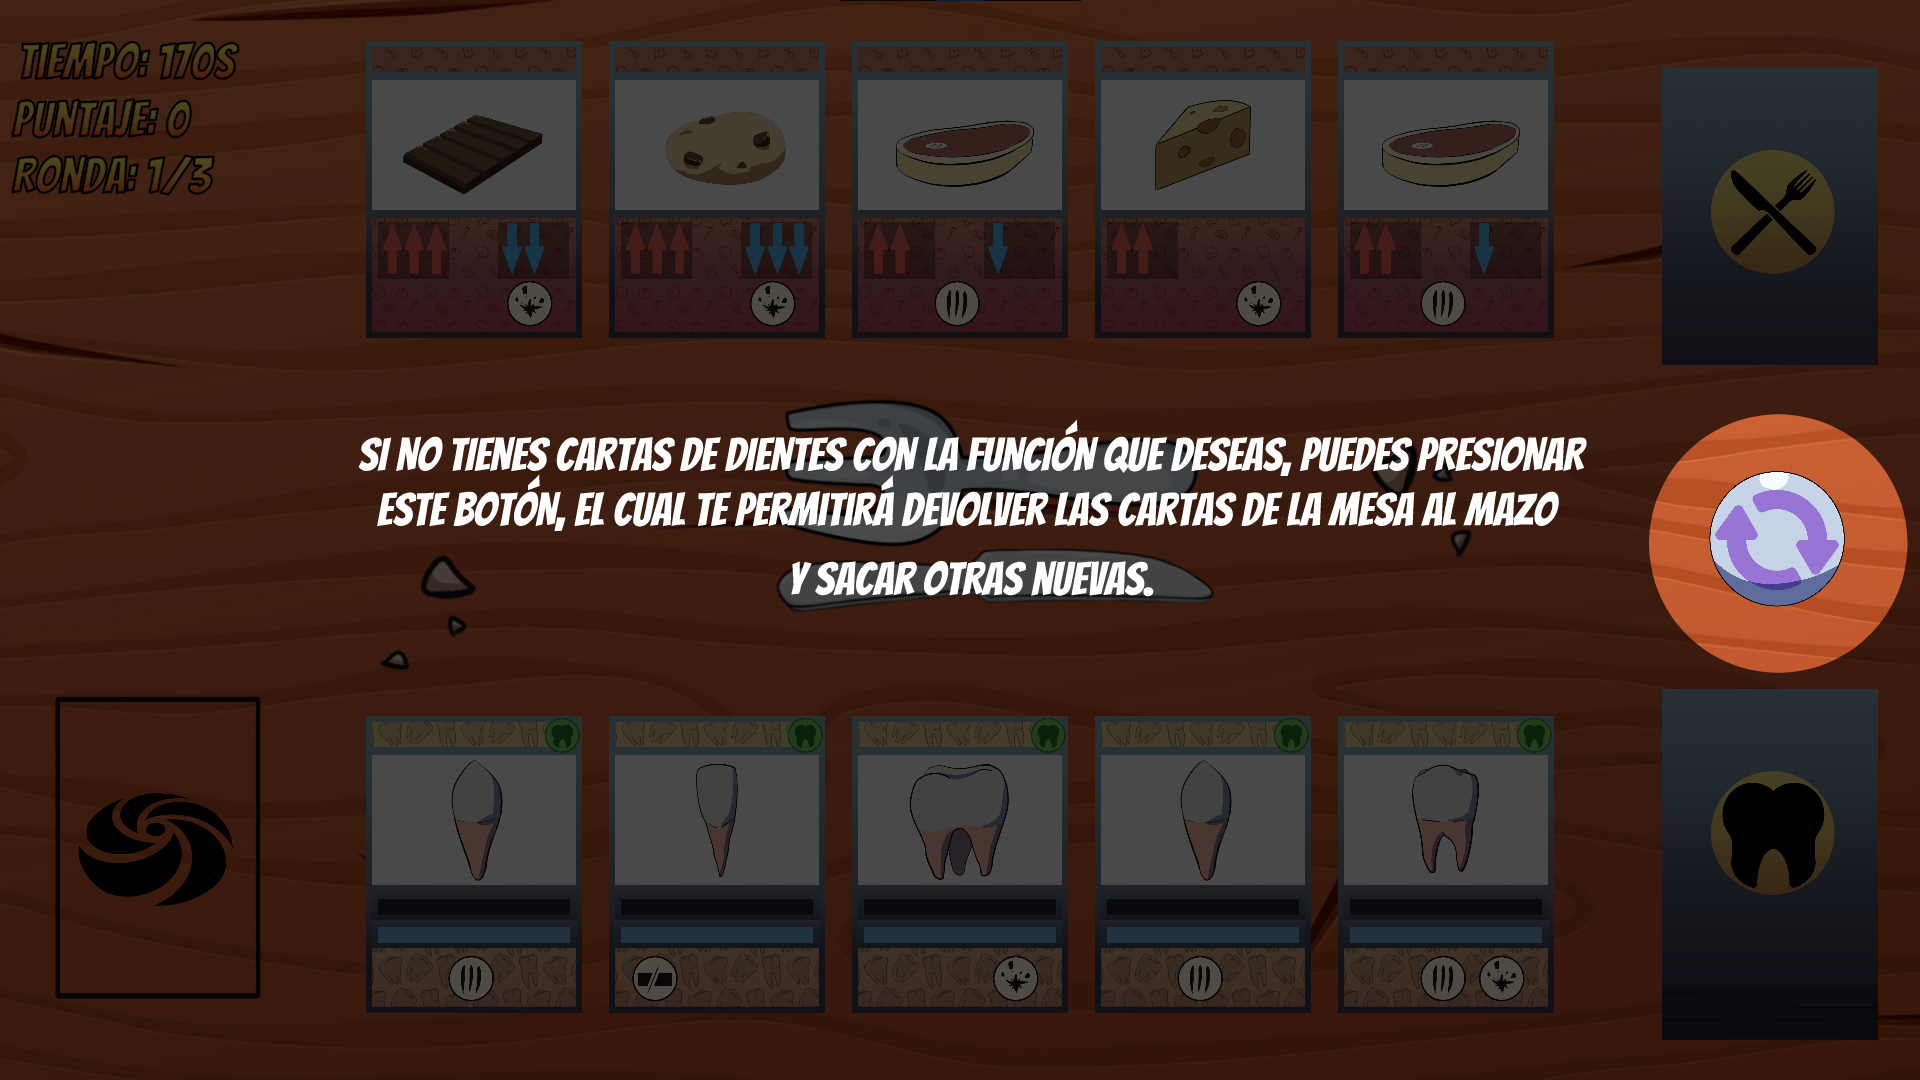 TIEMPO: 170S
PUNTAJE: 0
RONDA: 1/3
SI NO TIENES CARTAS DE DIENTES CON LA FUNCIÓN QUE DESEAS, PUEDES PRESIONAR
ESTE BOTÓN, EL CUAL TE PERMITIRÁ DEVOLVER LAS CARTAS DE LA MESA AL MAZO
Y SACAR OTRAS NUEVAS.